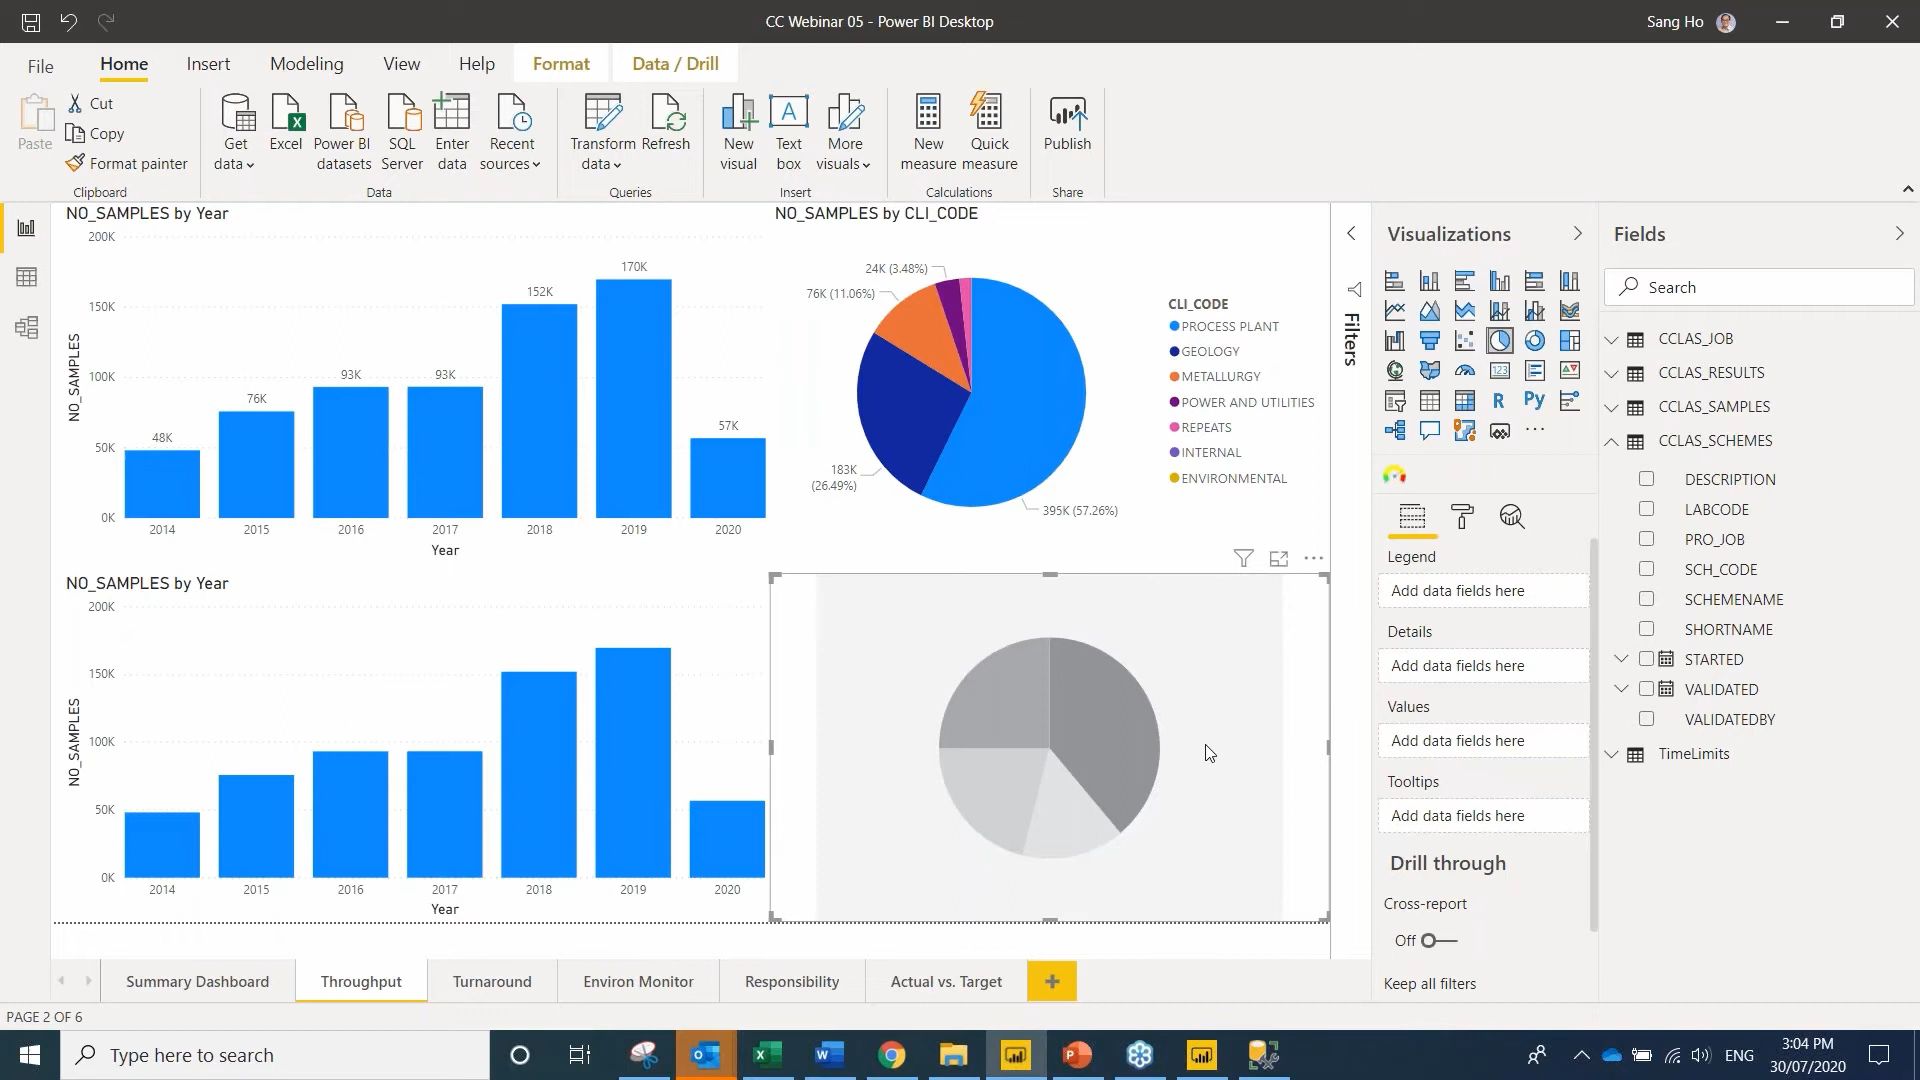 CC Webinar 05 - Power BI Desktop
Sang Ho
File
Home
Insert
Modeling
View
Help
Format
Data / Drill
Paste
Cut
Copy
Format painter
Clipboard
Get data
Excel
Power BI datasets
SQL Server
Enter data
Recent sources
Data
Transform data
Refresh
Queries
New visual
Text box
More visuals
Insert
New measure
Quick measure
Calculations
Publish
Share
NO_SAMPLES by Year
200K
150K
100K
50K
0K
NO_SAMPLES
48K
76K
93K
93K
152K
170K
57K
2014
2015
2016
2017
2018
2019
2020
Year
NO_SAMPLES by CLI_CODE
24K (3.48%)
76K (11.06%)
183K
(26.49%)
395K (57.26%)
CLI_CODE
PROCESS PLANT
GEOLOGY
METALLURGY
POWER AND UTILITIES
REPEATS
INTERNAL
ENVIRONMENTAL
NO_SAMPLES by Year
200K
150K
100K
50K
0K
NO_SAMPLES
2014
2015
2016
2017
2018
2019
2020
Year
Filters
Visualizations
123
R
Py
Legend
Add data fields here
Details
Add data fields here
Values
Add data fields here
Tooltips
Add data fields here
Drill through
Cross-report
Off
Keep all filters
Fields
Search
CCLAS_JOB
CCLAS_RESULTS
CCLAS_SAMPLES
CCLAS_SCHEMES
DESCRIPTION
LABCODE
PRO_JOB
SCH_CODE
SCHEMENAME
SHORTNAME
STARTED
VALIDATED
VALIDATEDBY
TimeLimits
Summary Dashboard
Throughput
Turnaround
Environ Monitor
Responsibility
Actual vs. Target
PAGE 2 OF 6
Type here to search
ENG
3:04 PM
30/07/2020